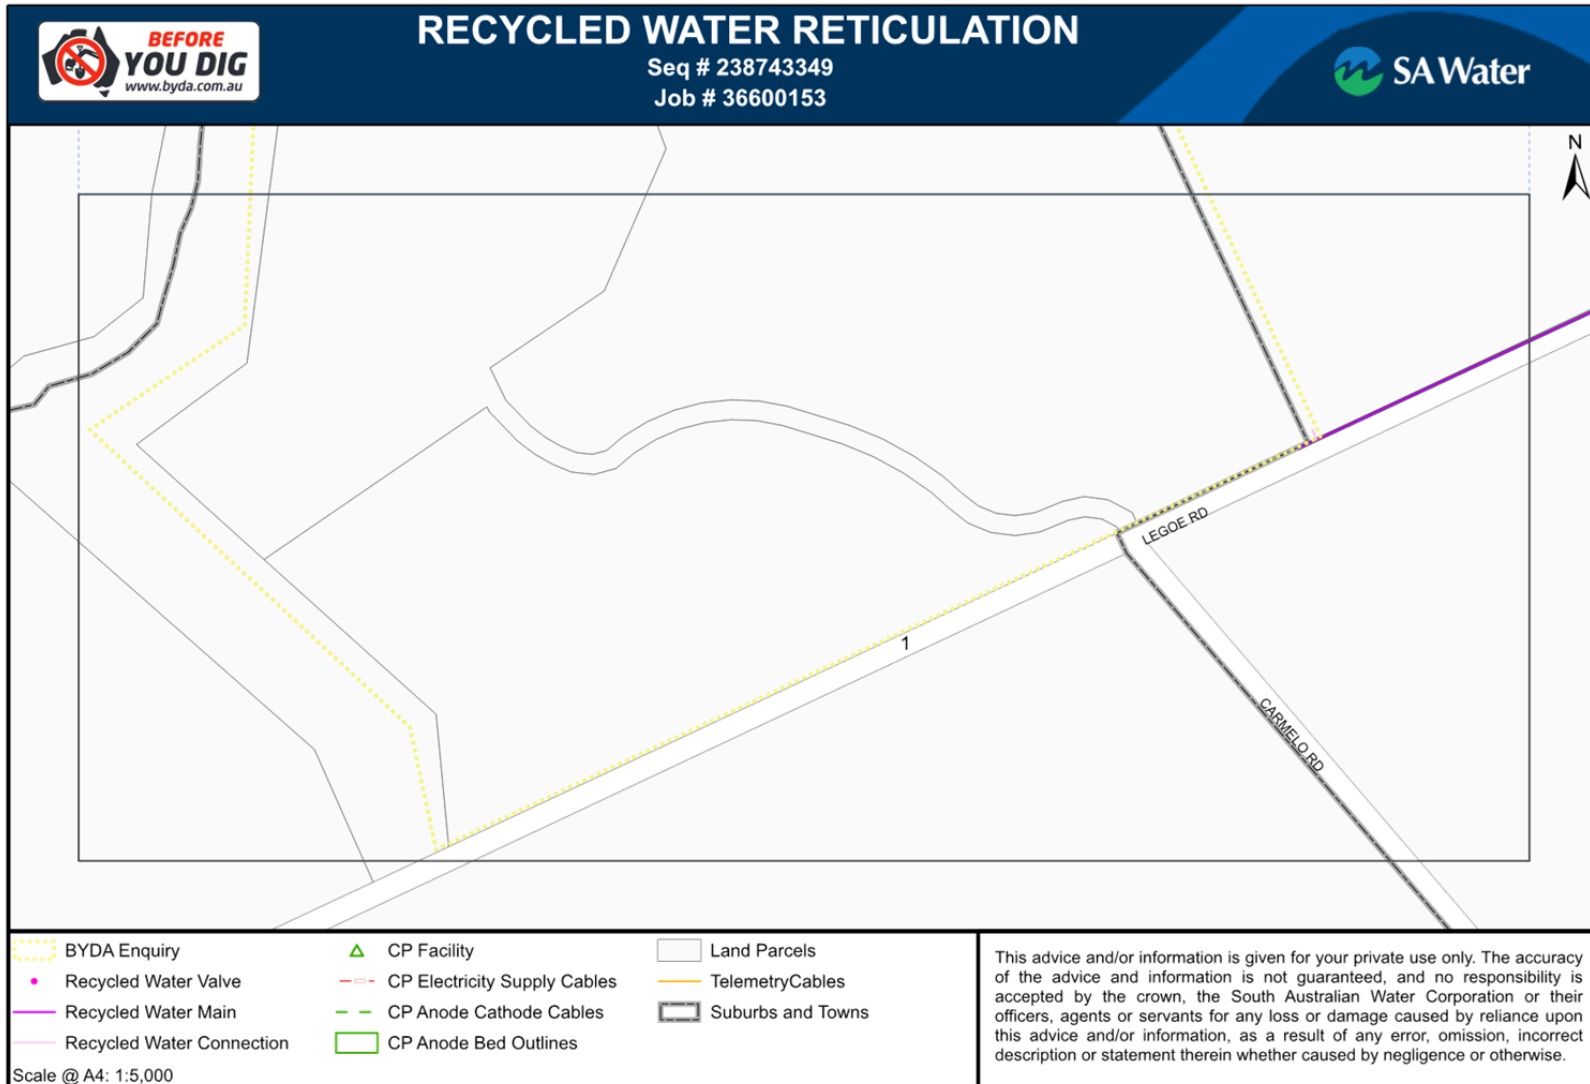 BEFORE
YOU DIG
www.byda.com.au
RECYCLED WATER RETICULATION
Seq # 238743349
Job # 36600153
SA Water
N
LEGOE RD
1
CARMELO RD
BYDA Enquiry
Recycled Water Valve
Recycled Water Main
Recycled Water Connection
Scale @ A4: 1:5,000
CP Facility
CP Electricity Supply Cables
CP Anode Cathode Cables
CP Anode Bed Outlines
Land Parcels
TelemetryCables
Suburbs and Towns
This advice and/or information is given for your private use only. The accuracy
of the advice and information is not guaranteed, and no responsibility is
accepted by the crown, the South Australian Water Corporation or their
officers, agents or servants for any loss or damage caused by reliance upon
this advice and/or information, as a result of any error, omission, incorrect
description or statement therein whether caused by negligence or otherwise.